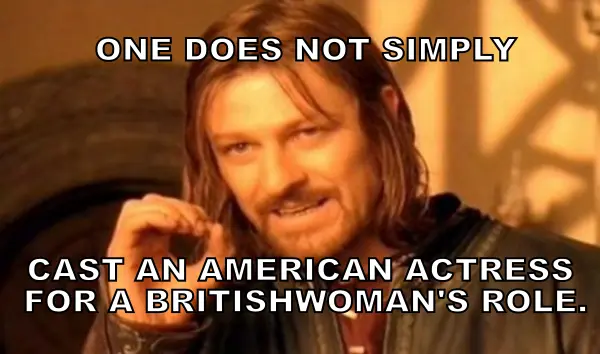 ONE DOES NOT SIMPLY
CAST AN AMERICAN ACTRESS
FOR A BRITISHWOMAN'S ROLE.